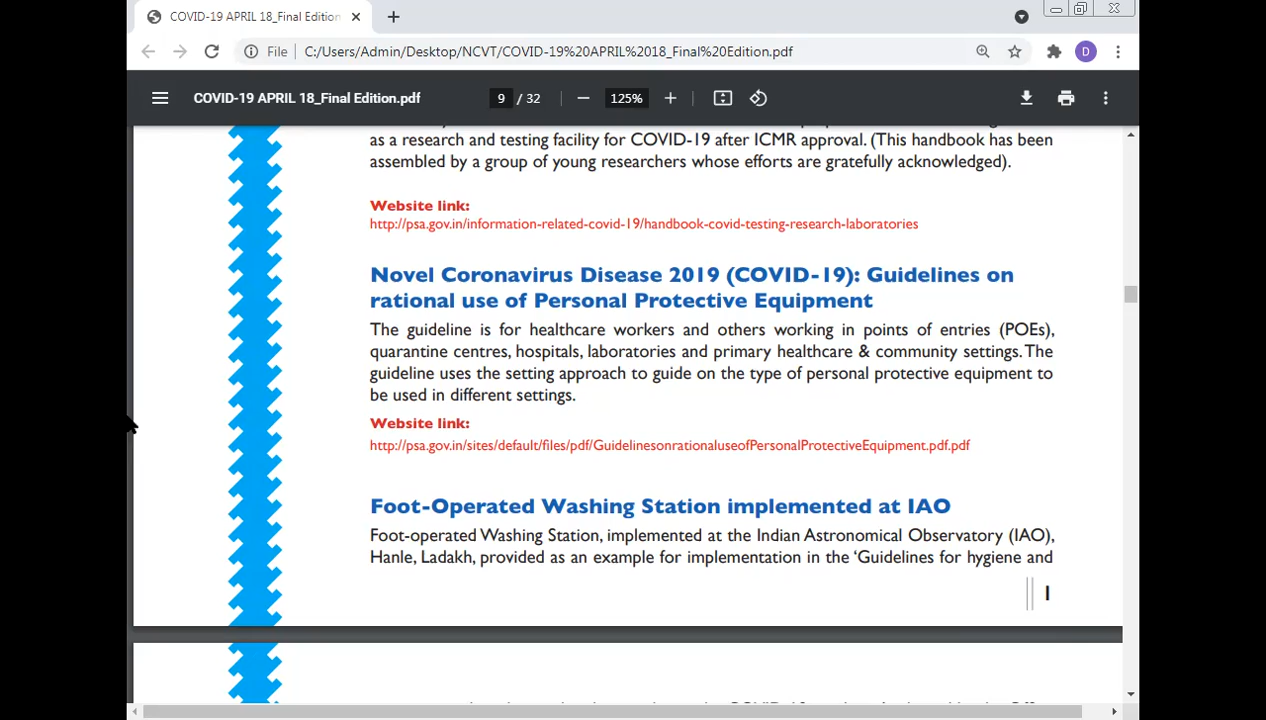 COVID-19 APRIL 18_Final Edition
File C:/Users/Admin/Desktop/NCVT/COVID-19%20APRIL%2018_Final%20Edition.pdf
D
COVID-19 APRIL 18_Final Edition.pdf 9 / 32 125%
as a research and testing facility for COVID-19 after ICMR approval. (This handbook has been
assembled by a group of young researchers whose efforts are gratefully acknowledged).
Website link:
http://psa.gov.in/information-related-covid-19/handbook-covid-testing-research-laboratories
Novel Coronavirus Disease 2019 (COVID-19): Guidelines on
rational use of Personal Protective Equipment
The guideline is for healthcare workers and others working in points of entries (POEs),
quarantine centres, hospitals, laboratories and primary healthcare & community settings. The
guideline uses the setting approach to guide on the type of personal protective equipment to
be used in different settings.
Website link:
http://psa.gov.in/sites/default/files/pdf/GuidelinesonrationaluseofPersonalProtectiveEquipment.pdf.pdf
Foot-Operated Washing Station implemented at IAO
Foot-operated Washing Station, implemented at the Indian Astronomical Observatory (IAO),
Hanle, Ladakh, provided as an example for implementation in the ‘Guidelines for hygiene and
1